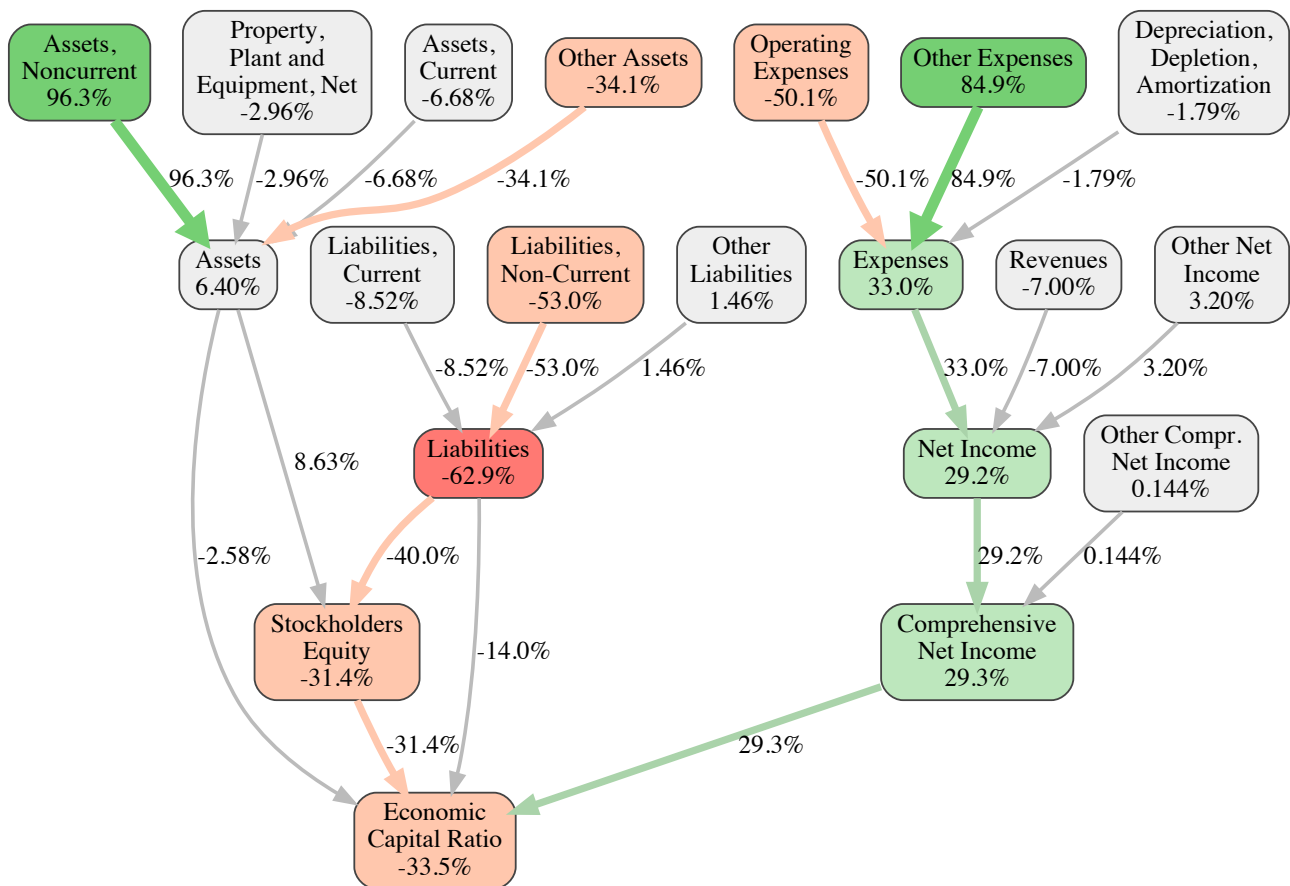 Assets,
Noncurrent
96.3%
Property,
Plant and
Equipment, Net
-2.96%
Assets,
Current
-6.68%
Other Assets
-34.1%
Operating
Expenses
-50.1%
Other Expenses
84.9%
Depreciation,
Depletion,
Amortization
-1.79%
96.3%
-2.96%
-6.68%
-34.1%
-50.1%
84.9%
-1.79%
Assets
6.40%
Liabilities,
Current
-8.52%
Liabilities,
Non-Current
-53.0%
Other
Liabilities
1.46%
Expenses
33.0%
Revenues
-7.00%
Other Net
Income
3.20%
-8.52%
-53.0%
1.46%
33.0%
-7.00%
3.20%
Liabilities
-62.9%
Net Income
29.2%
Other Compr.
Net Income
0.144%
8.63%
-2.58%
-40.0%
29.2%
0.144%
Stockholders
Equity
-31.4%
-14.0%
Comprehensive
Net Income
29.3%
-31.4%
29.3%
Economic
Capital Ratio
-33.5%